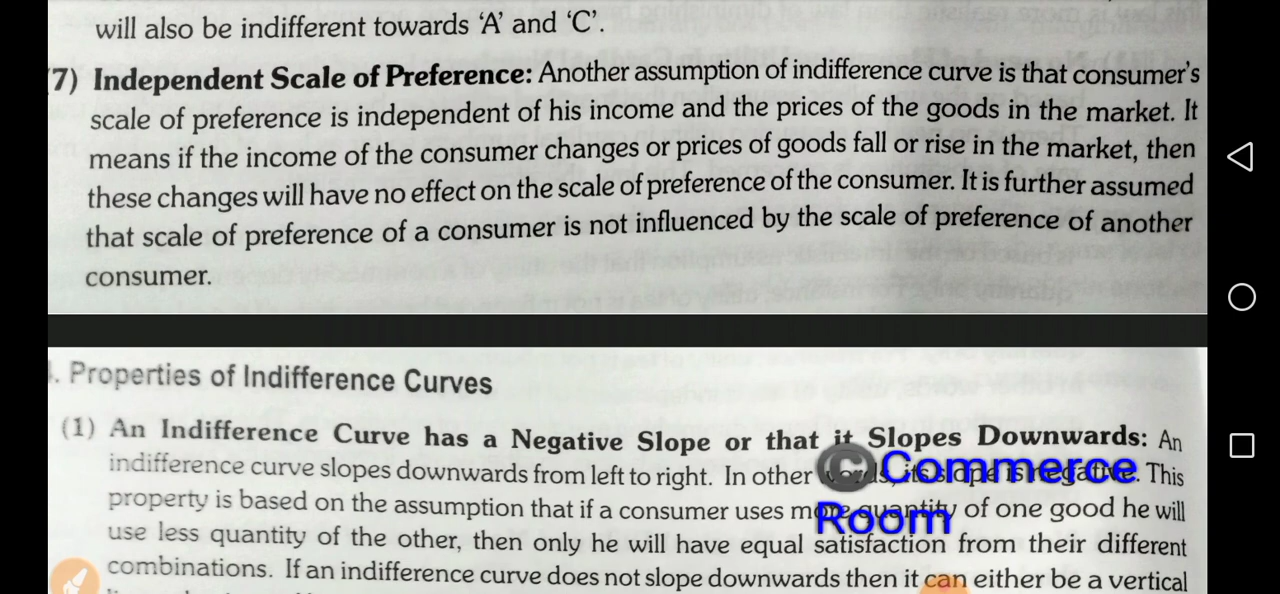 will also be indifferent towards ‘A’ and ‘C’.
7) Independent Scale of Preference: Another assumption of indifference curve is that consumer's
scale of preference is independent of his income and the prices of the goods in the market. It
means if the income of the consumer changes or prices of goods fall or rise in the market, then
these changes will have no effect on the scale of preference of the consumer. It is further assumed
that scale of preference of a consumer is not influenced by the scale of preference of another
consumer.
. Properties of Indifference Curves
(1) An Indifference Curve has a Negative Slope or that it Slopes Downwards: An
indifference curve slopes downwards from left to right. In other words, its slope is negative. This
property is based on the assumption that if a consumer uses more quantity of one good he will
use less quantity of the other, then only he will have equal satisfaction from their different
combinations. If an indifference curve does not slope downwards then it can either be a vertical
C Commerce
Room